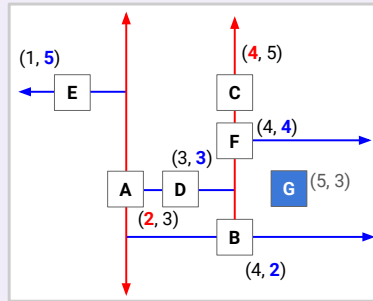 (4, 5)
(1, 5)
E
C
F
(4, 4)
(3, 3)
A
D
G
(5, 3)
(2, 3)
B
(4, 2)